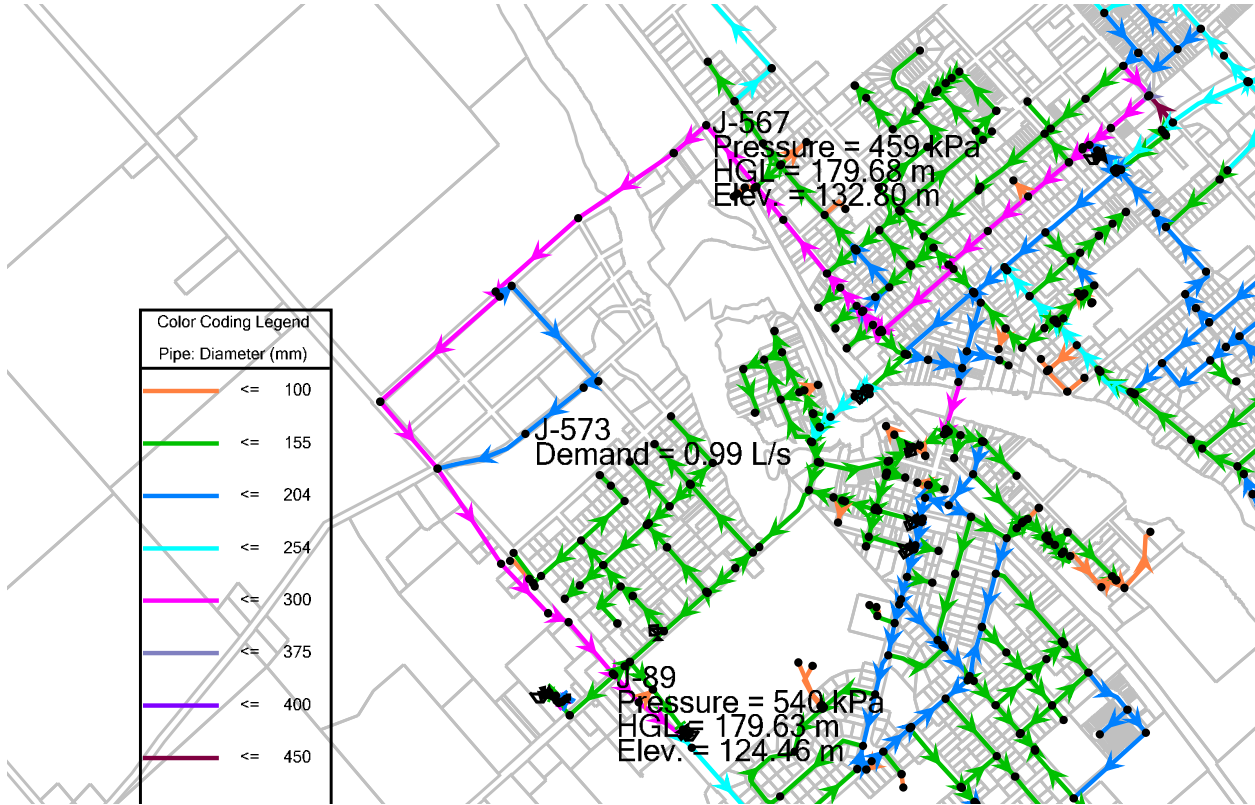 J-567
Pressure = 459 kPa
HGL = 179.68 m
Elev. = 132.80 m
Color Coding Legend
Pipe: Diameter (mm)
<= 100
<= 155
<= 204
<= 254
<= 300
<= 375
<= 400
<= 450
J-573
Demand = 0.99 L/s
J-89
Pressure = 540 kPa
HGL = 179.63 m
Elev. = 124.46 m